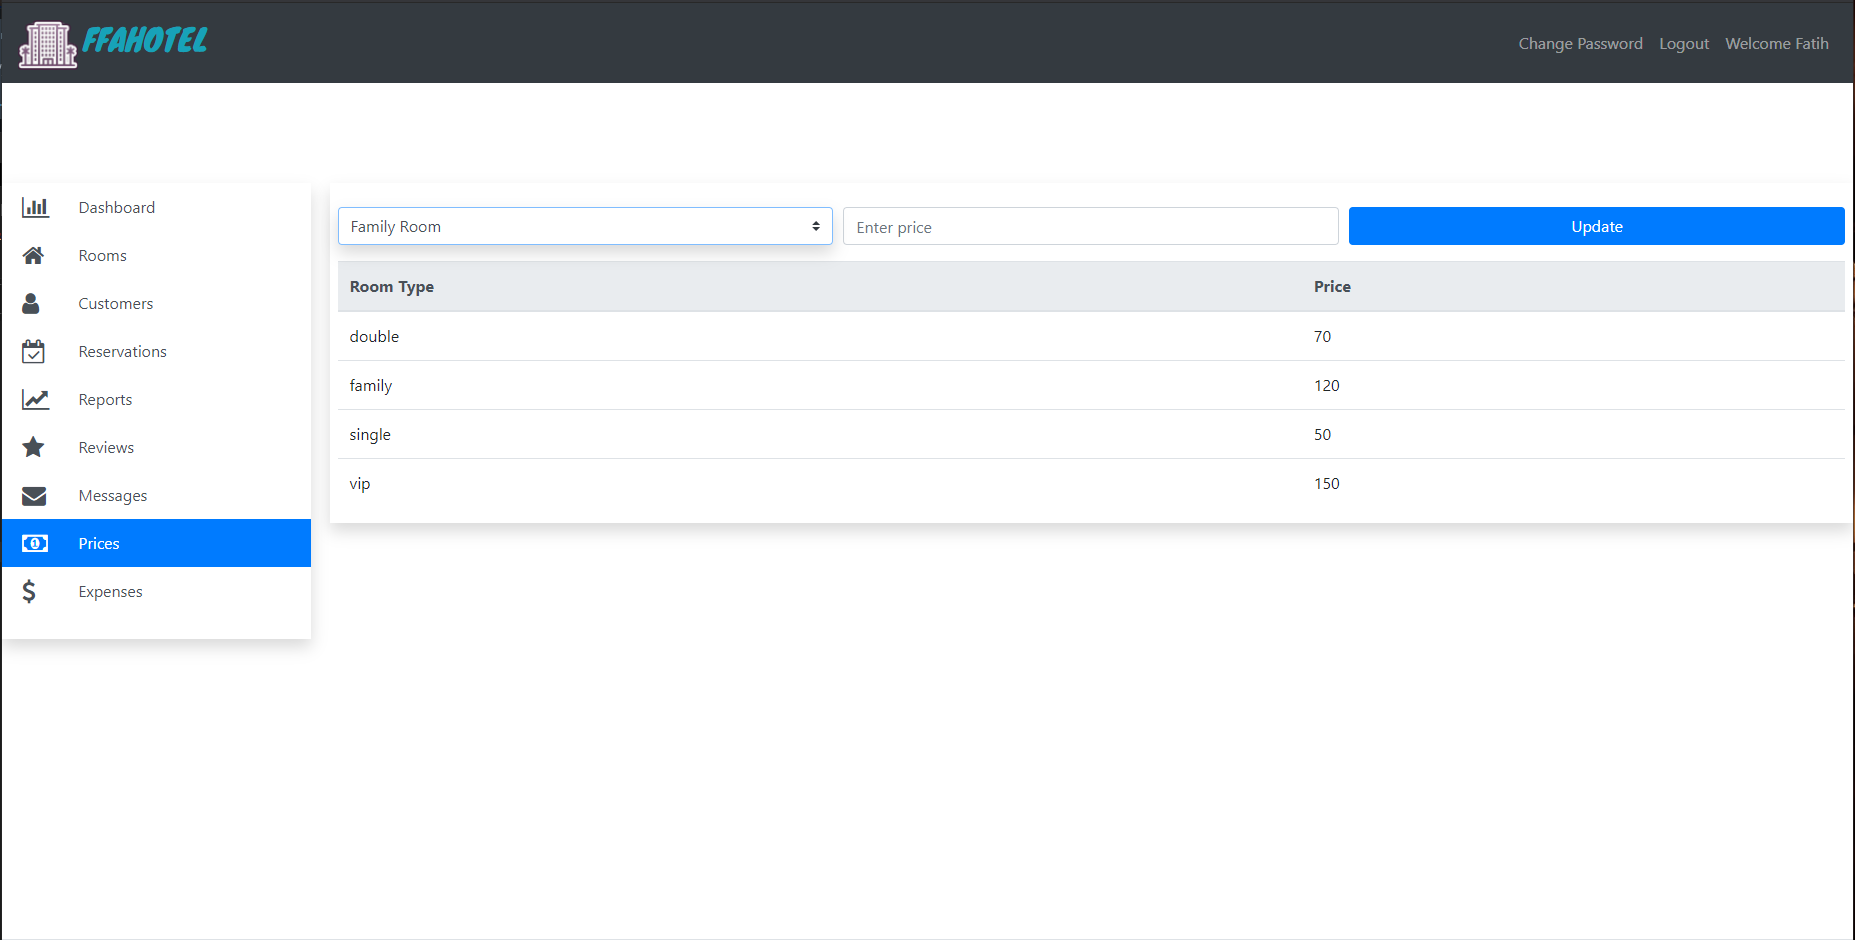 FFAHOTEL
Change Password Logout Welcome Fatih
Dashboard
Rooms
Customers
Reservations
Reports
Reviews
Messages
Prices
Expenses
Family Room Enter price Update
Room Type Price
double 70
family 120
single 50
vip 150